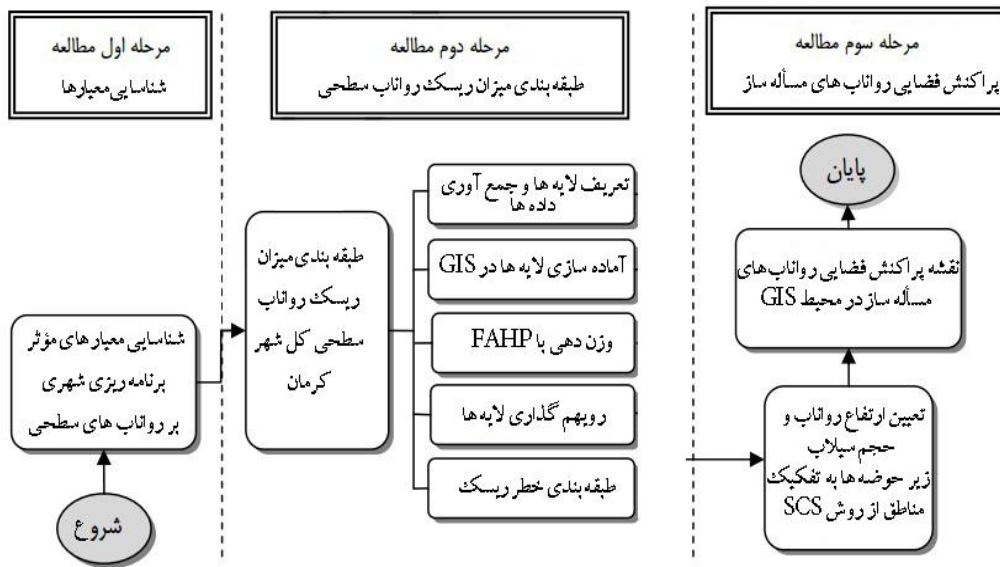 مرحله اول مطالعه
شناسایی معیارها
شناسایی معیار های مؤثر
برنامه ریزی شهری
بر رواناب های سطحی
شروع
مرحله دوم مطالعه
طبقه بندی میزان ریسک رواناب سطحی
طبقه بندی میزان
ریسک رواناب
سطحی کل شهر
کرمان
تعریف لایه ها و جمع آوری
داده ها
آماده سازی لایه ها در GIS
وزن دهی با FAHP
رویهم گذاری لایه ها
طبقه بندی خطر ریسک
مرحله سوم مطالعه
پراکنش فضایی رواناب های مسأله ساز
پایان
نقشه پراکنش فضایی رواناب های
مسأله ساز در محیط GIS
تعیین ارتفاع رواناب و
حجم سیلاب
زیر حوضه ها به تفکیک
مناطق از روش SCS